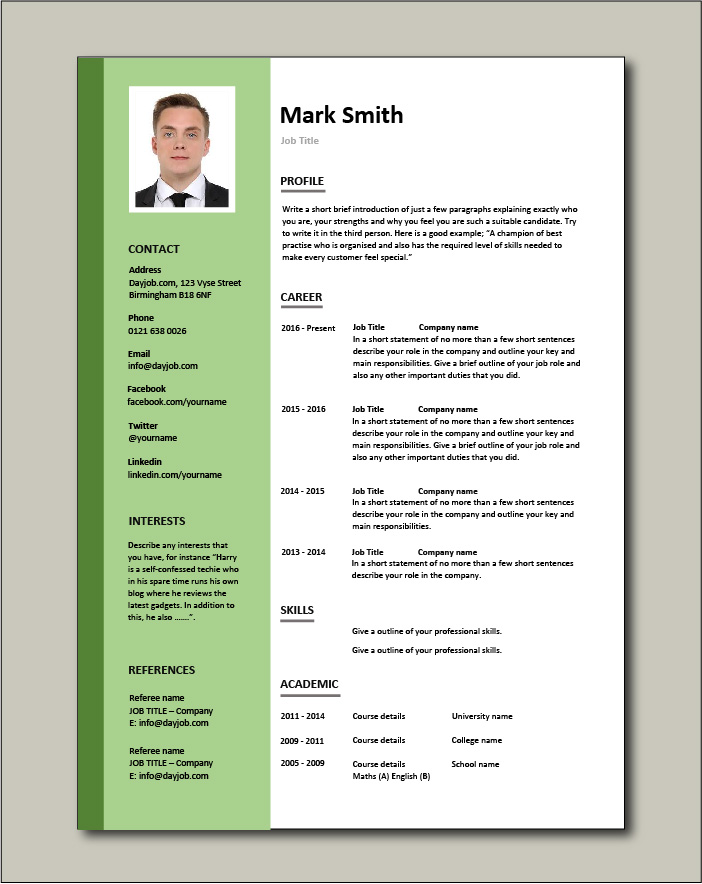 Mark Smith
Job Title
CONTACT
Address
Dayjob.com, 123 Vyse Street
Birmingham B18 6NF
Phone
0121 638 0026
Email
info@dayjob.com
Facebook
facebook.com/yourname
Twitter
@yourname
Linkedin
linkedin.com/yourname
INTERESTS
Describe any interests that
you have, for instance “Harry
is a self-confessed techie who
in his spare time runs his own
blog where he reviews the
latest gadgets. In addition to
this, he also …….”.
REFERENCES
Referee name
JOB TITLE – Company
E: info@dayjob.com
Referee name
JOB TITLE – Company
E: info@dayjob.com
PROFILE
Write a short brief introduction of just a few paragraphs explaining exactly who
you are, your strengths and why you feel you are such a suitable candidate. Try
to write it in the third person. Here is a good example; “A champion of best
practise who is organised and also has the required level of skills needed to
make every customer feel special.”
CAREER
2016 - Present Job Title Company name
In a short statement of no more than a few short sentences
describe your role in the company and outline your key and
main responsibilities. Give a brief outline of your job role and
also any other important duties that you did.
2015 - 2016 Job Title Company name
In a short statement of no more than a few short sentences
describe your role in the company and outline your key and
main responsibilities. Give a brief outline of your job role and
also any other important duties that you did.
2014 - 2015 Job Title Company name
In a short statement of no more than a few short sentences
describe your role in the company and outline your key and
main responsibilities.
2013 - 2014 Job Title Company name
In a short statement of no more than a few short sentences
describe your role in the company.
SKILLS
Give a outline of your professional skills.
Give a outline of your professional skills.
ACADEMIC
2011 - 2014 Course details University name
2009 - 2011 Course details College name
2005 - 2009 Course details School name
Maths (A) English (B)